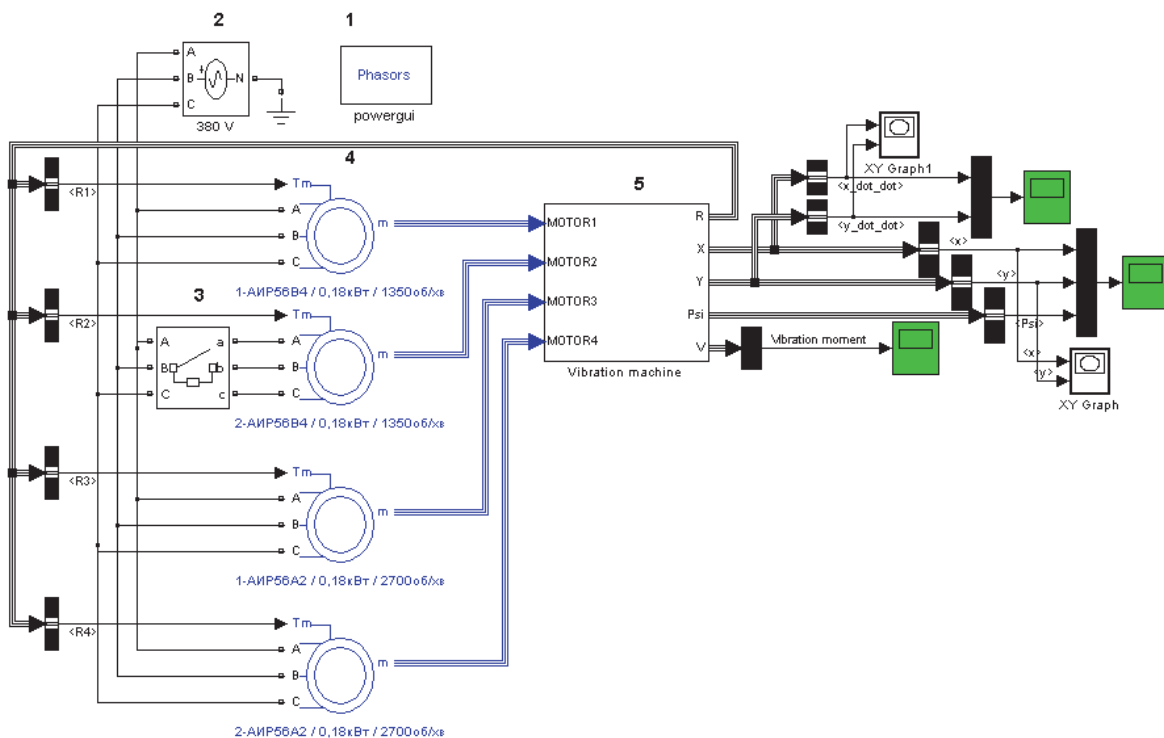 2
1
A
B
C
+
N
380 V
Phasors
powergui
4
<R1>
Tm
A
B
C
m
1-АИР56В4 / 0,18кВт / 1350об/хв
3
<R2>
A
B
C
a
b
c
Tm
A
B
C
m
2-АИР56В4 / 0,18кВт / 1350об/хв
<R3>
Tm
A
B
C
m
1-АИР56А2 / 0,18кВт / 2700об/хв
<R4>
Tm
A
B
C
m
2-АИР56А2 / 0,18кВт / 2700об/хв
5
MOTOR1
MOTOR2
MOTOR3
MOTOR4
R
X
Y
Psi
V
Vibration machine
XY Graph1
<x_dot_dot>
<y_dot_dot>
<x>
<y>
<Psi>
Vibration moment
<x>
<y>
XY Graph